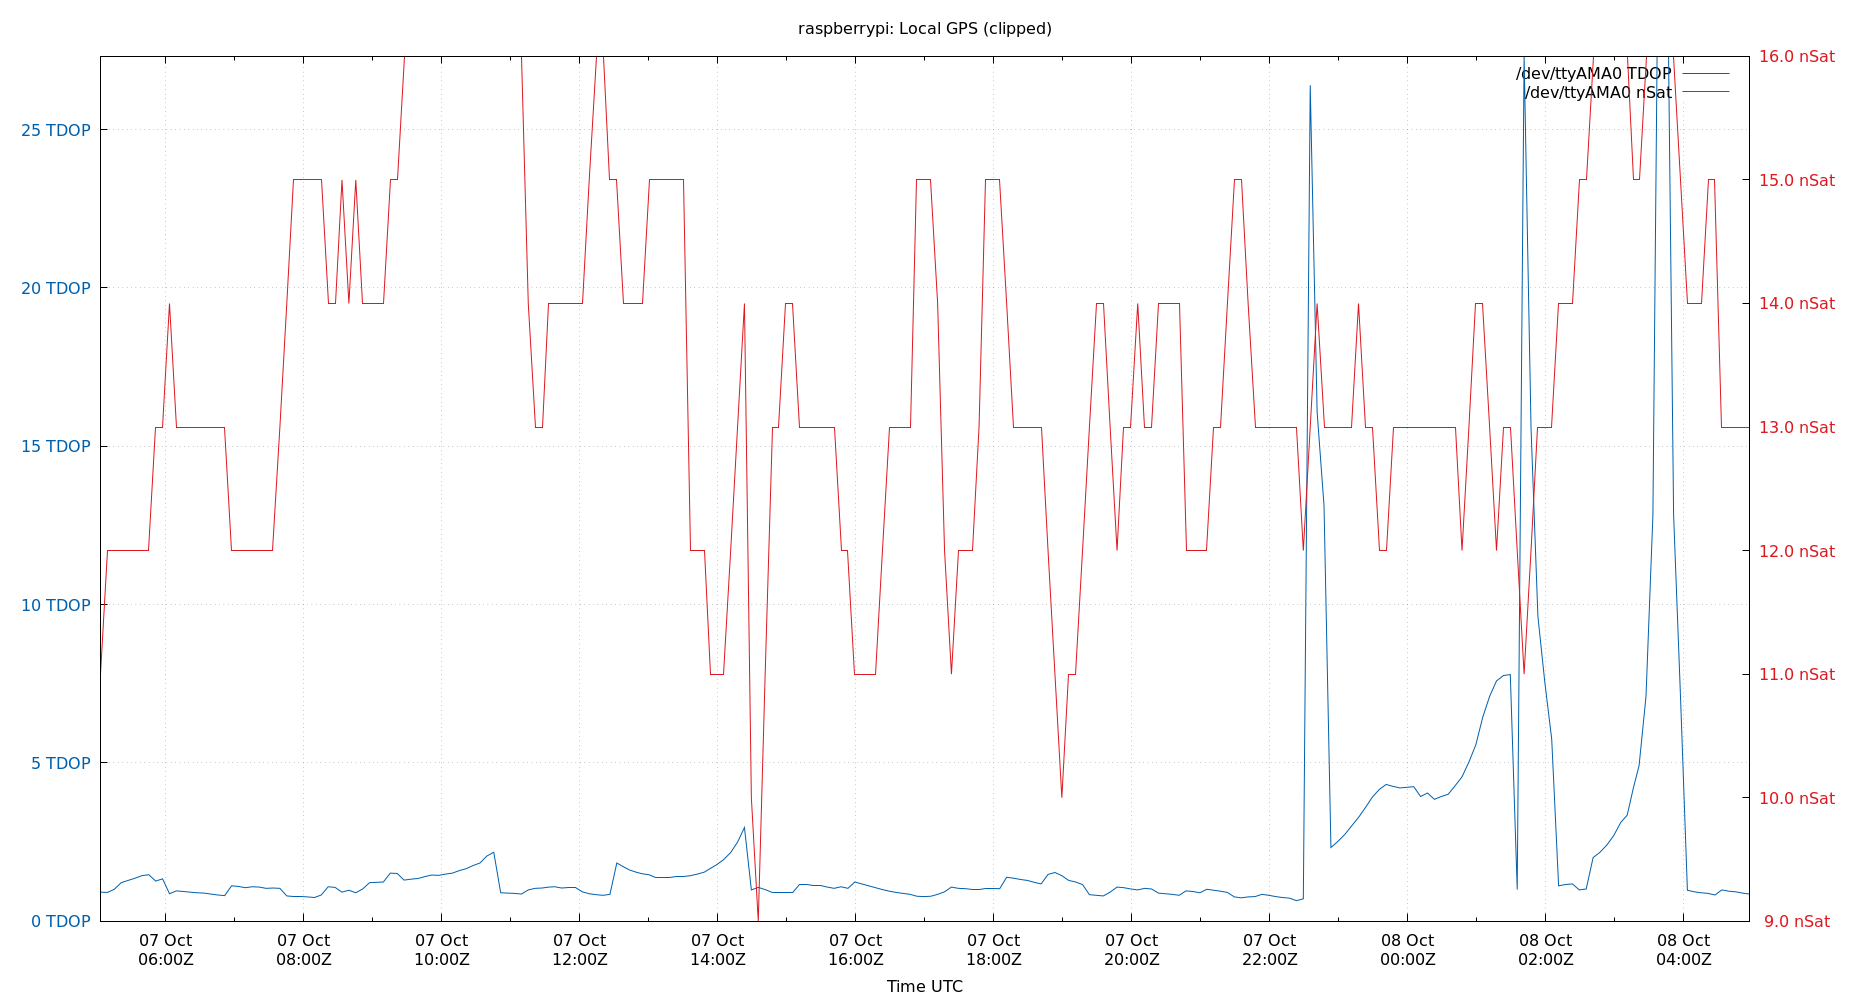 raspberrypi: Local GPS (clipped)
/dev/ttyAMA0 TDOP
/dev/ttyAMA0 nSat
25 TDOP
20 TDOP
15 TDOP
10 TDOP
5 TDOP
0 TDOP
16.0 nSat
15.0 nSat
14.0 nSat
13.0 nSat
12.0 nSat
11.0 nSat
10.0 nSat
9.0 nSat
07 Oct 07 Oct 07 Oct 07 Oct 07 Oct 07 Oct 07 Oct 07 Oct 07 Oct 08 Oct 08 Oct 08 Oct
06:00Z 08:00Z 10:00Z 12:00Z 14:00Z 16:00Z 18:00Z 20:00Z 22:00Z 00:00Z 02:00Z 04:00Z
Time UTC